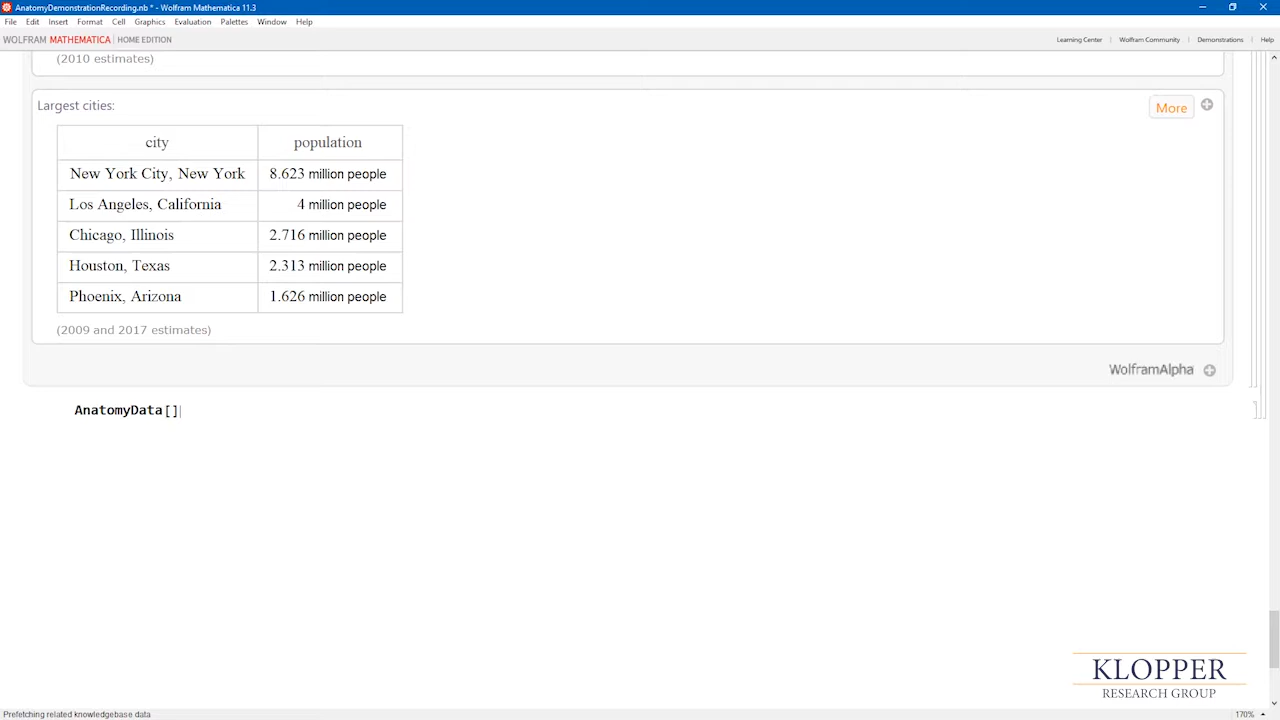 AnatomyDemonstrationRecording.nb * - Wolfram Mathematica 11.3
File Edit Insert Format Cell Graphics Evaluation Palettes Window Help
WOLFRAM MATHEMATICA HOME EDITION Learning Center Wolfram Community Demonstrations Help
(2010 estimates)
Largest cities: More
city population
New York City, New York 8.623 million people
Los Angeles, California 4 million people
Chicago, Illinois 2.716 million people
Houston, Texas 2.313 million people
Phoenix, Arizona 1.626 million people
(2009 and 2017 estimates)
WolframAlpha
AnatomyData[]
KLOPPER
RESEARCH GROUP
Prefetching related knowledgebase data 170%